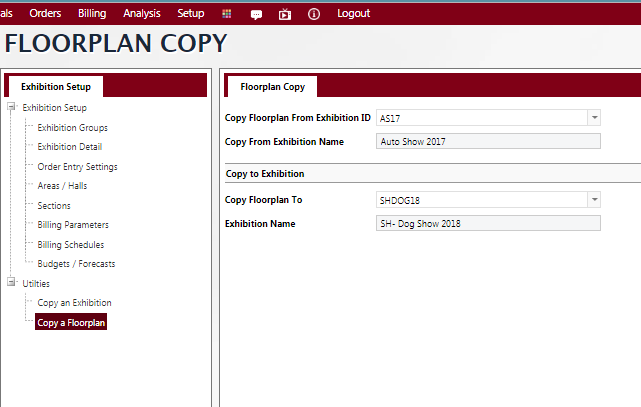 als Orders Billing Analysis Setup Logout
FLOORPLAN COPY
Exhibition Setup
Exhibition Setup
Exhibition Groups
Exhibition Detail
Order Entry Settings
Areas / Halls
Sections
Billing Parameters
Billing Schedules
Budgets / Forecasts
Utilties
Copy an Exhibition
Copy a Floorplan
Floorplan Copy
Copy Floorplan From Exhibition ID AS17
Copy From Exhibition Name Auto Show 2017
Copy to Exhibition
Copy Floorplan To SHDOG18
Exhibition Name SH- Dog Show 2018